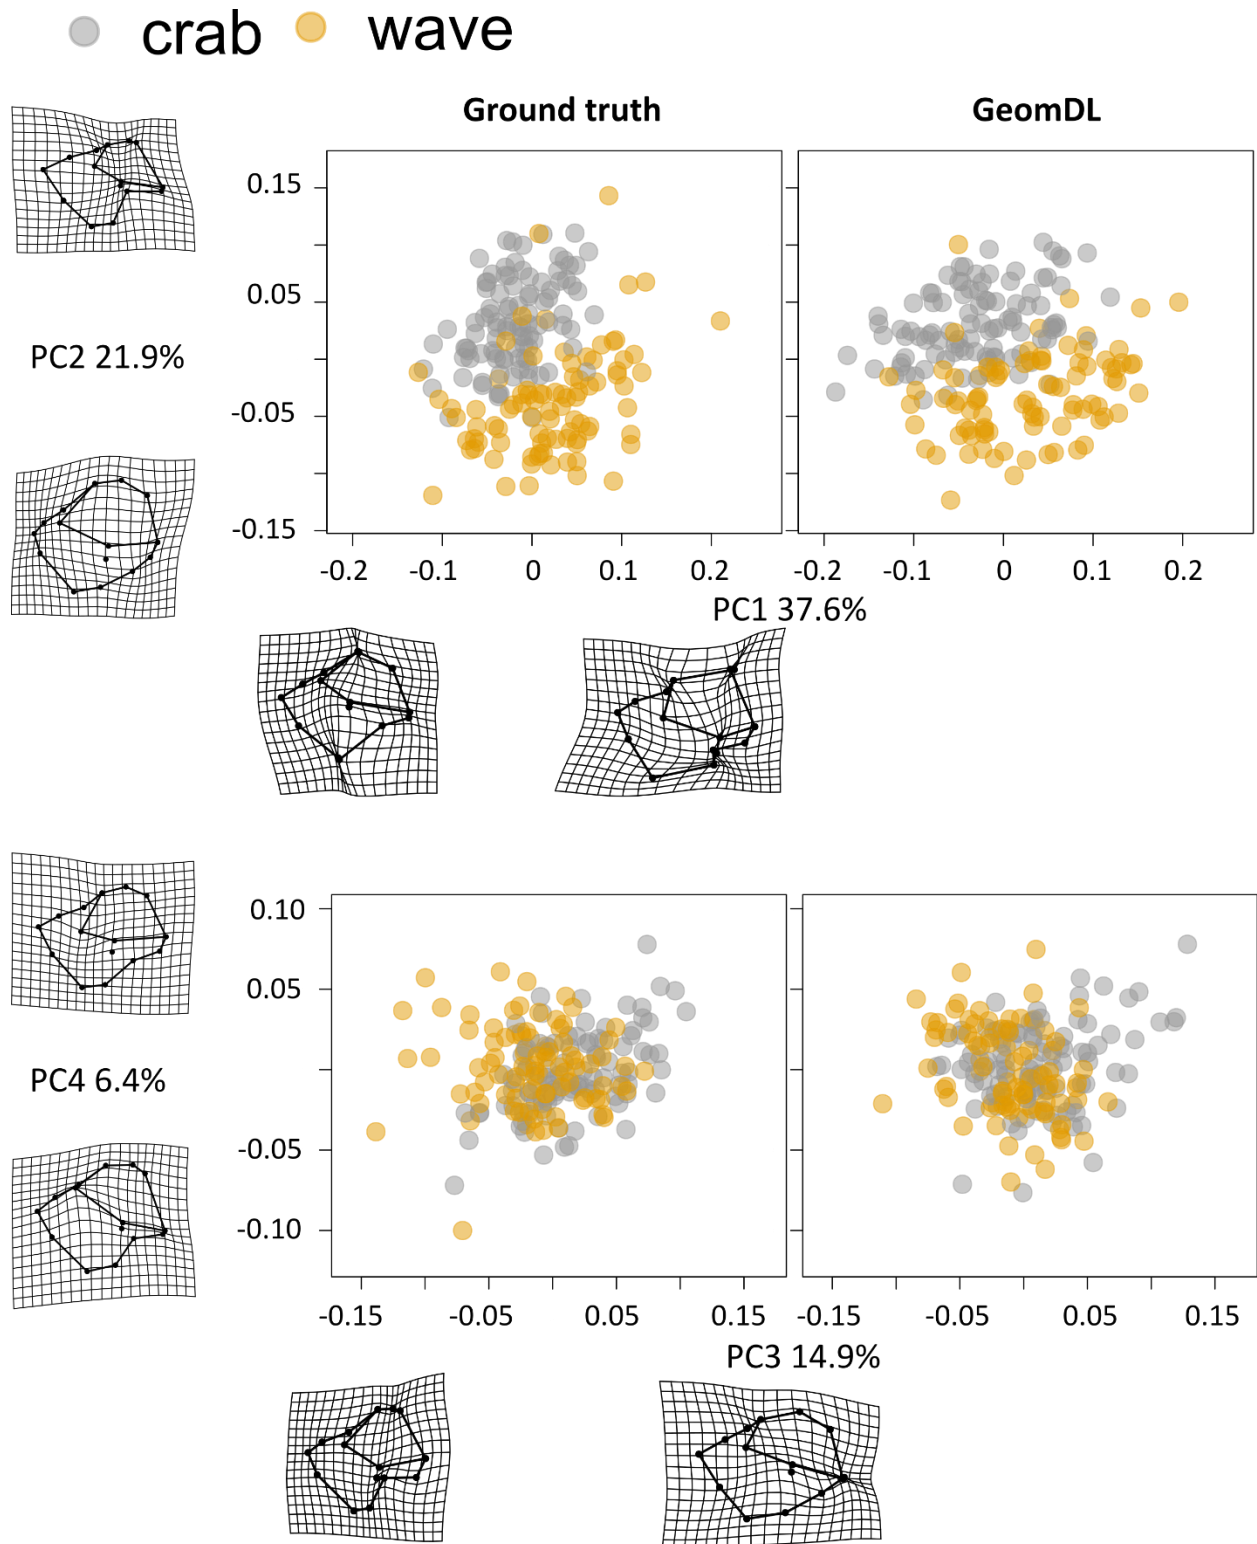 crab wave
Ground truth GeomDL
0.15
0.05
PC2 21.9%
-0.05
-0.15
-0.2 -0.1 0 0.1 0.2 -0.2 -0.1 0 0.1 0.2
PC1 37.6%
0.10
0.05
PC4 6.4%
-0.05
-0.10
-0.15 -0.05 0.05 0.15 -0.05 0.05 0.15
PC3 14.9%